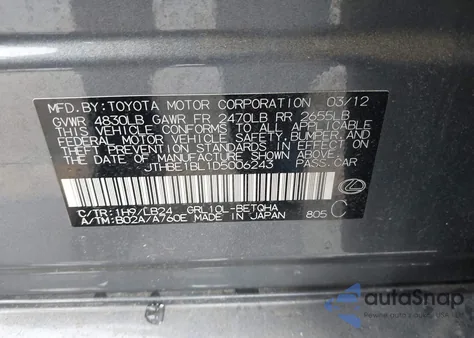 MFD.BY:TOYOTA MOTOR CORPORATION 03/12
GVWR 4830LB GAWR FR 2470LB RR 2655LB
THIS VEHICLE CONFORMS TO ALL APPLICABLE
FEDERAL MOTOR VEHICLE SAFETY, BUMPER, AND
THEFT PREVENTION STANDARDS IN EFFECT ON
THE DATE OF MANUFACTURE SHOWN ABOVE.
JTHBE1BL1D5006243 PASS.CAR
C/TR:1H9/LB24 GRL10L-BETQHA
A/TM:B02A/A760E MADE IN JAPAN 805 C
autoSnap